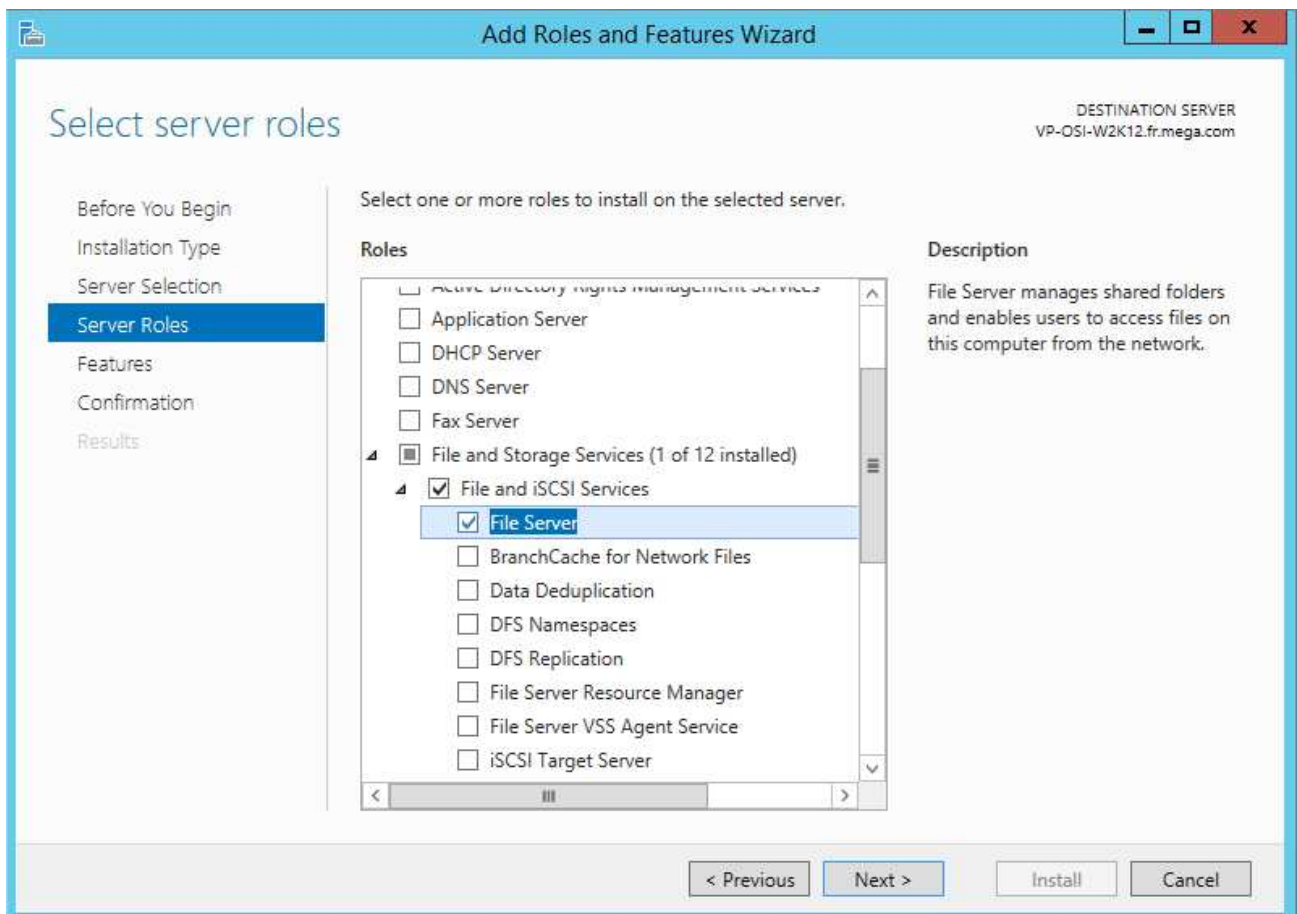 Add Roles and Features Wizard
Select server roles
DESTINATION SERVER
VP-OSI-W2K12.fr.mega.com
Before You Begin
Installation Type
Server Selection
Server Roles
Features
Confirmation
Results
Select one or more roles to install on the selected server.
Roles
Active Directory Rights Management Services
Application Server
DHCP Server
DNS Server
Fax Server
File and Storage Services (1 of 12 installed)
File and iSCSI Services
File Server
BranchCache for Network Files
Data Deduplication
DFS Namespaces
DFS Replication
File Server Resource Manager
File Server VSS Agent Service
iSCSI Target Server
Description
File Server manages shared folders
and enables users to access files on
this computer from the network.
< Previous
Next >
Install
Cancel